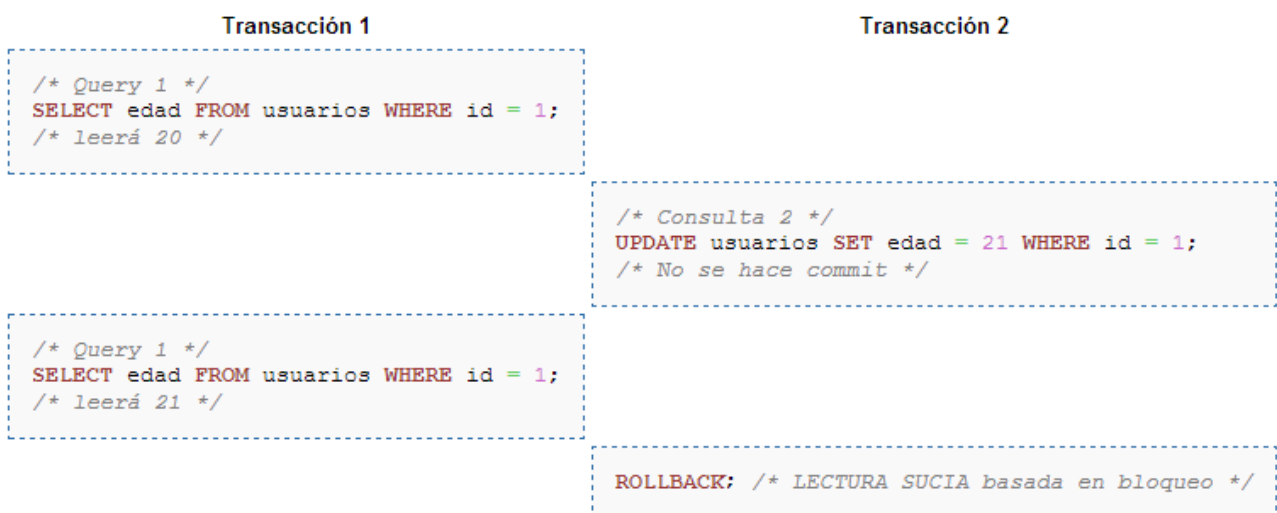 Transacción 1
Transacción 2
/* Query 1 */
SELECT edad FROM usuarios WHERE id = 1;
/* leerá 20 */
/* Consulta 2 */
UPDATE usuarios SET edad = 21 WHERE id = 1;
/* No se hace commit */
/* Query 1 */
SELECT edad FROM usuarios WHERE id = 1;
/* leerá 21 */
ROLLBACK; /* LECTURA SUCIA basada en bloqueo */